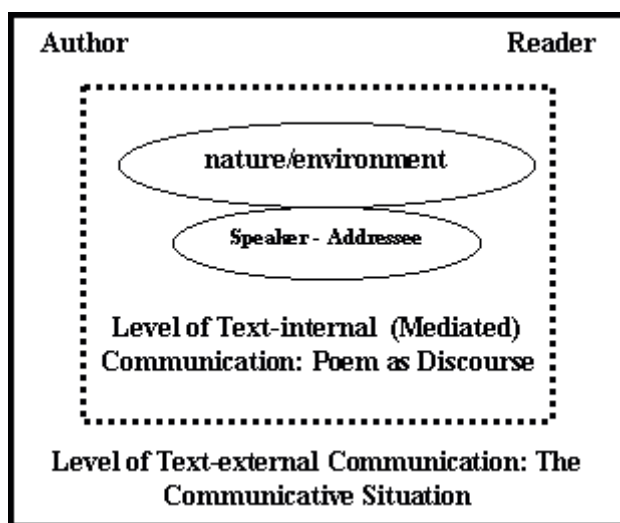 Author Reader
nature/environment
Speaker - Addressee
Level of Text-internal (Mediated)
Communication: Poem as Discourse
Level of Text-external Communication: The
Communicative Situation